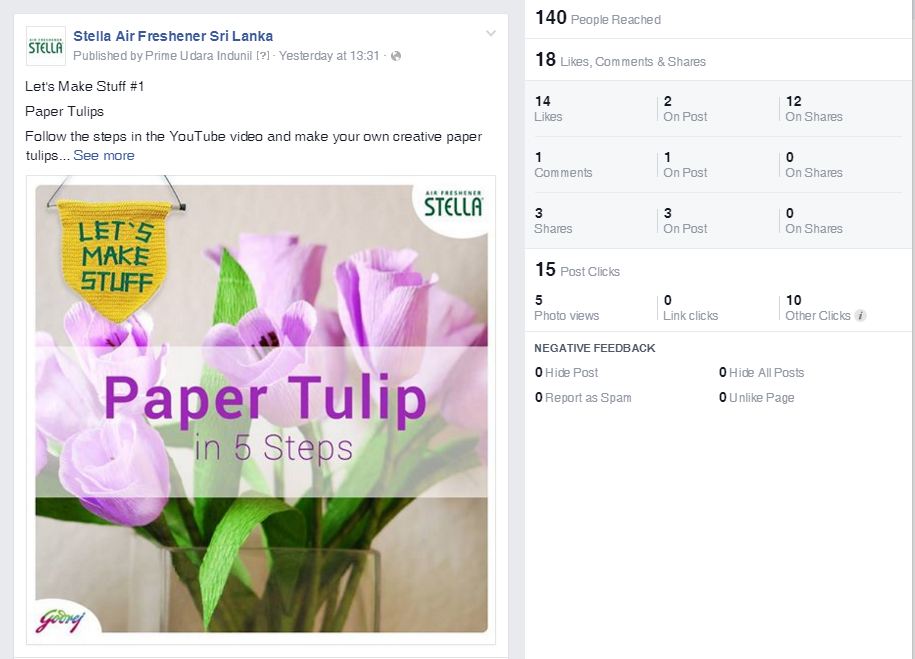 Stella Air Freshener Sri Lanka
Published by Prime Udara Indunil [?] · Yesterday at 13:31 ·
Let's Make Stuff #1
Paper Tulips
Follow the steps in the YouTube video and make your own creative paper
tulips... See more
AIR FRESHENER
STELLA
LET'S
MAKE
STUFF
AIR FRESHENER
STELLA
Paper Tulip
in 5 Steps
Godrej
140 People Reached
18 Likes, Comments & Shares
14 2 12
Likes On Post On Shares
1 1 0
Comments On Post On Shares
3 3 0
Shares On Post On Shares
15 Post Clicks
5 0 10
Photo views Link clicks Other Clicks i
NEGATIVE FEEDBACK
0 Hide Post 0 Hide All Posts
0 Report as Spam 0 Unlike Page